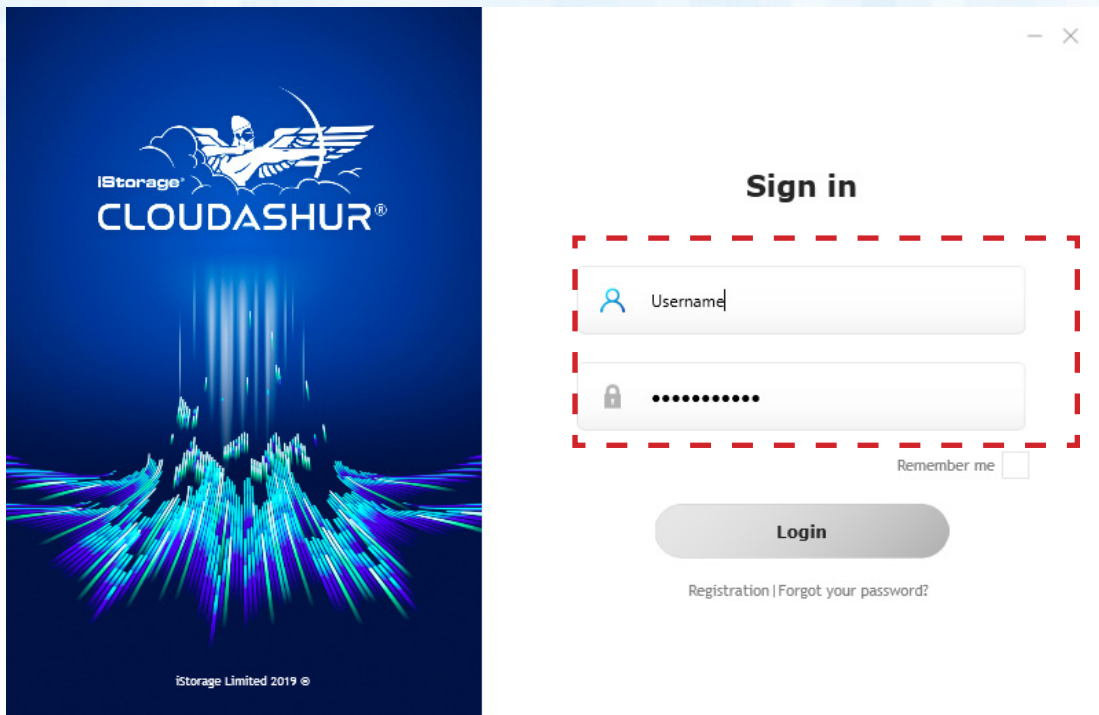 iStorage®
CLOUDASHUR®
iStorage Limited 2019 ®
Sign in
Username
•••••••••••
Remember me
Login
Registration | Forgot your password?